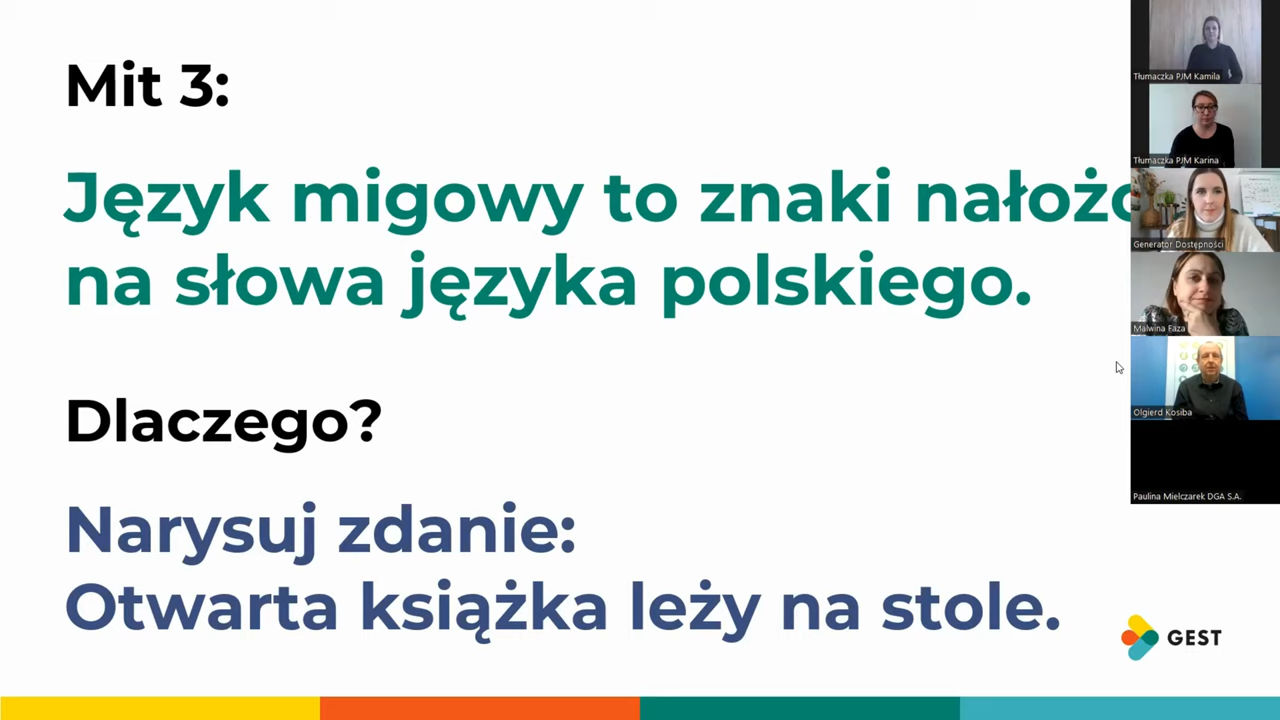 Mit 3:
Język migowy to znaki nałożo
na słowa języka polskiego.
Dlaczego?
Narysuj zdanie:
Otwarta książka leży na stole.
GEST
Tłumaczka PJM Kamila
Tłumaczka PJM Karina
Generator Dostępności
Malwina Faza
Olgierd Kosiba
Paulina Mielczarek DGA S.A.